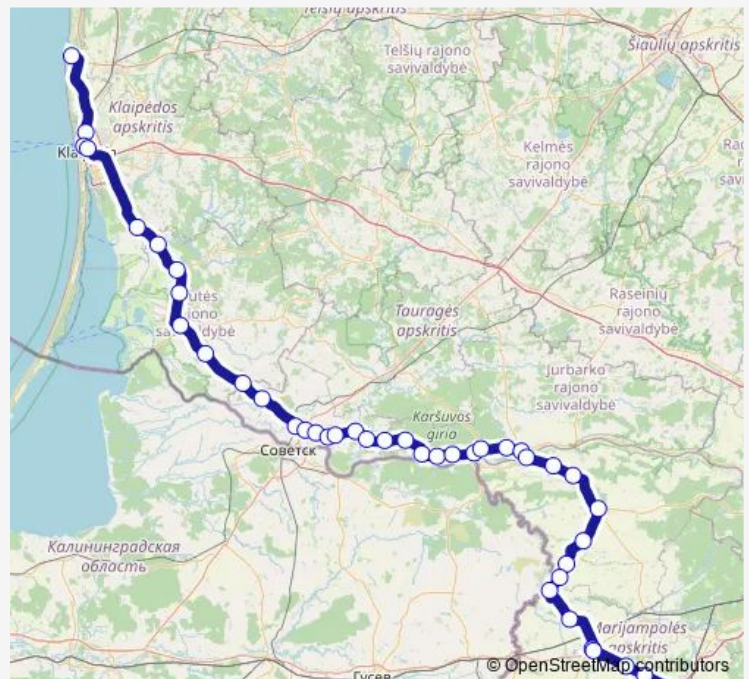 Telšių apskritis
Šiaulių apskritis
Telšių rajono
savivaldybė
Klaipėdos
apskritis
Kelmės
rajono
savivaldybė
Raseinių
rajono
savivaldybė
Tauragės
apskritis
Jurbarko
rajono
savivaldybė
Karšuvos
giria
Советск
Калининградская
область
Marijampolės
apskritis
Гусев
© OpenStreetMap contributors